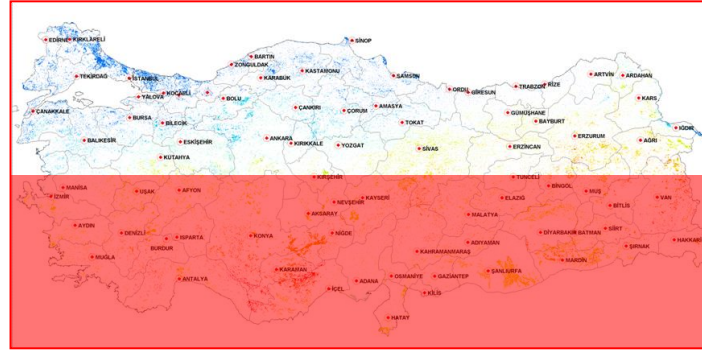 SİNOP
EDİRNE KIRKLARELİ
BARTIN
ZONGULDAK
KASTAMONU
TEKİRDAĞ
İSTANBUL
KARABÜK
SAMSUN
ARTVİN
ARDAHAN
KOCAELİ
YALOVA
BOLU
ORDU
GİRESUN
TRABZON
RİZE
KARS
ÇANAKKALE
BURSA
BİLECİK
ÇANKIRI
ÇORUM
AMASYA
TOKAT
GÜMÜŞHANE
BAYBURT
IĞDIR
BALIKESİR
ESKİŞEHİR
ANKARA
KIRIKKALE
YOZGAT
SİVAS
ERZİNCAN
ERZURUM
AĞRI
KÜTAHYA
KIRŞEHİR
TUNCELİ
MANİSA
UŞAK
AFYON
BİNGÖL
MUŞ
İZMİR
NEVŞEHİR
KAYSERİ
ELAZIĞ
BİTLİS
VAN
AKSARAY
MALATYA
AYDIN
DENİZLİ
ISPARTA
BURDUR
KONYA
NİĞDE
DİYARBAKIR
BATMAN
SİİRT
HAKKARİ
MUĞLA
KAHRAMANMARAŞ
ADIYAMAN
ŞIRNAK
MARDİN
ANTALYA
KARAMAN
ADANA
OSMANİYE
GAZİANTEP
ŞANLIURFA
İÇEL
KİLİS
HATAY